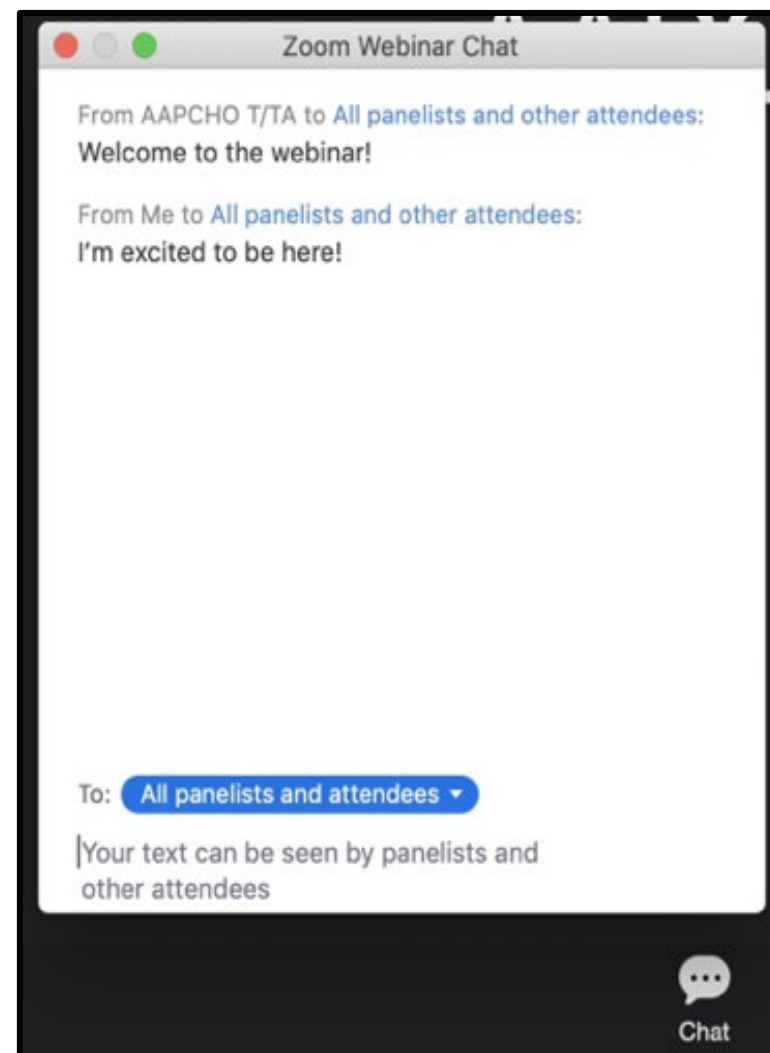 Zoom Webinar Chat
From AAPCHO T/TA to All panelists and other attendees:
Welcome to the webinar!
From Me to All panelists and other attendees:
I'm excited to be here!
To: All panelists and attendees
Your text can be seen by panelists and
other attendees
Chat